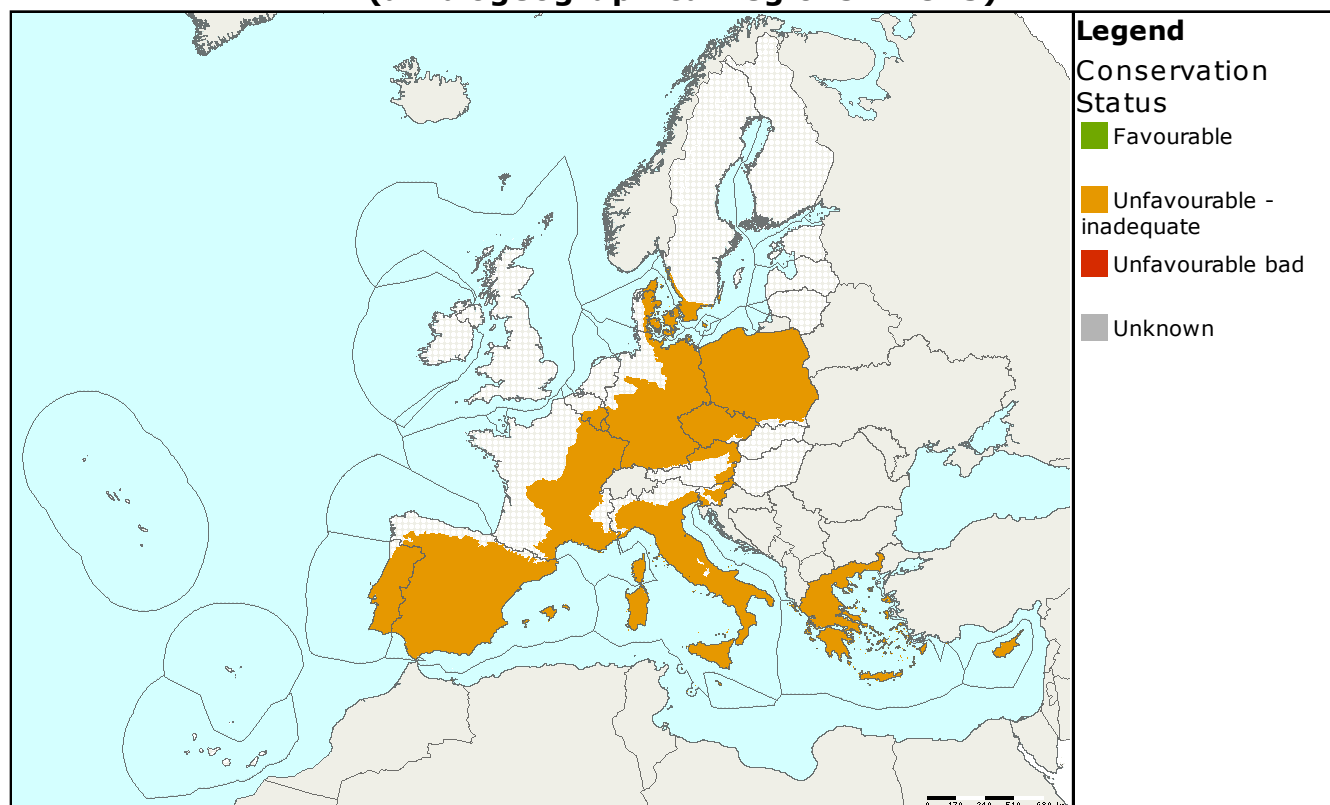 Legend
Conservation
Status
Favourable
Unfavourable -
inadequate
Unfavourable bad
Unknown